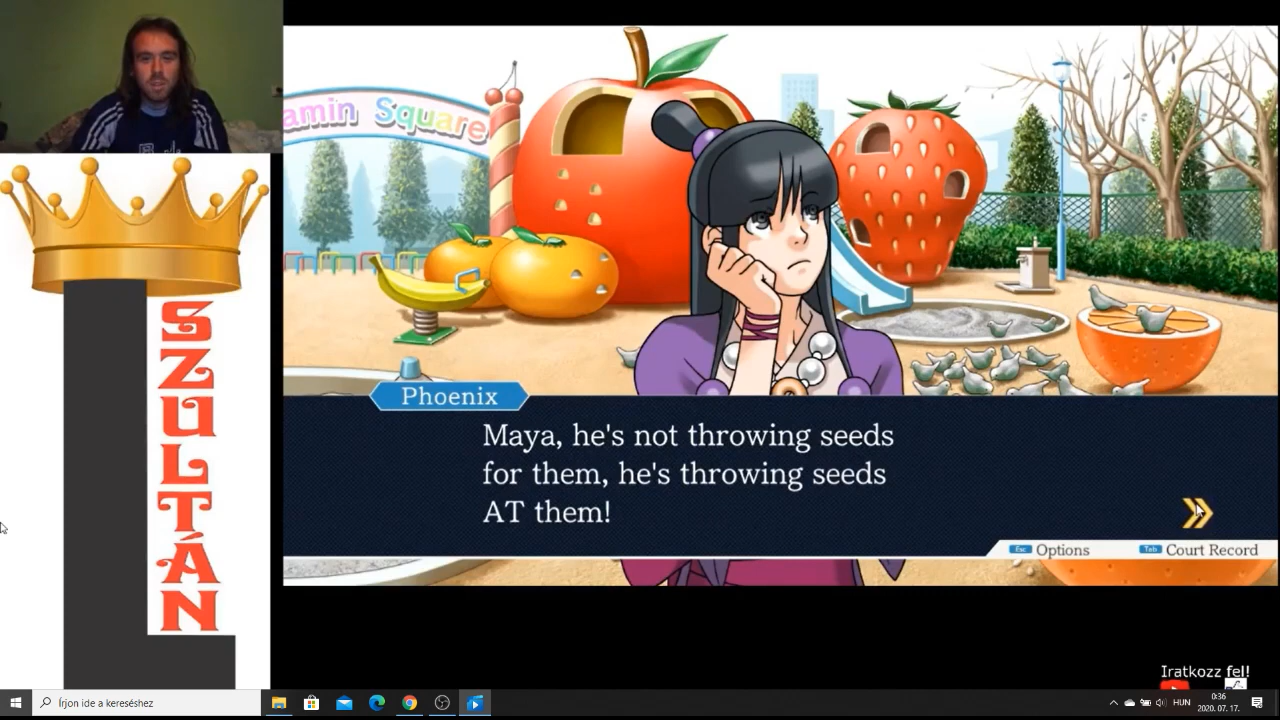 amin Square
SZULTÁN
L
Phoenix
Maya, he's not throwing seeds
for them, he's throwing seeds
AT them!
Esc Options
Tab Court Record
Iratkozz fel!
Írjon ide a kereséshez
HUN
0:36
2020. 07. 17.